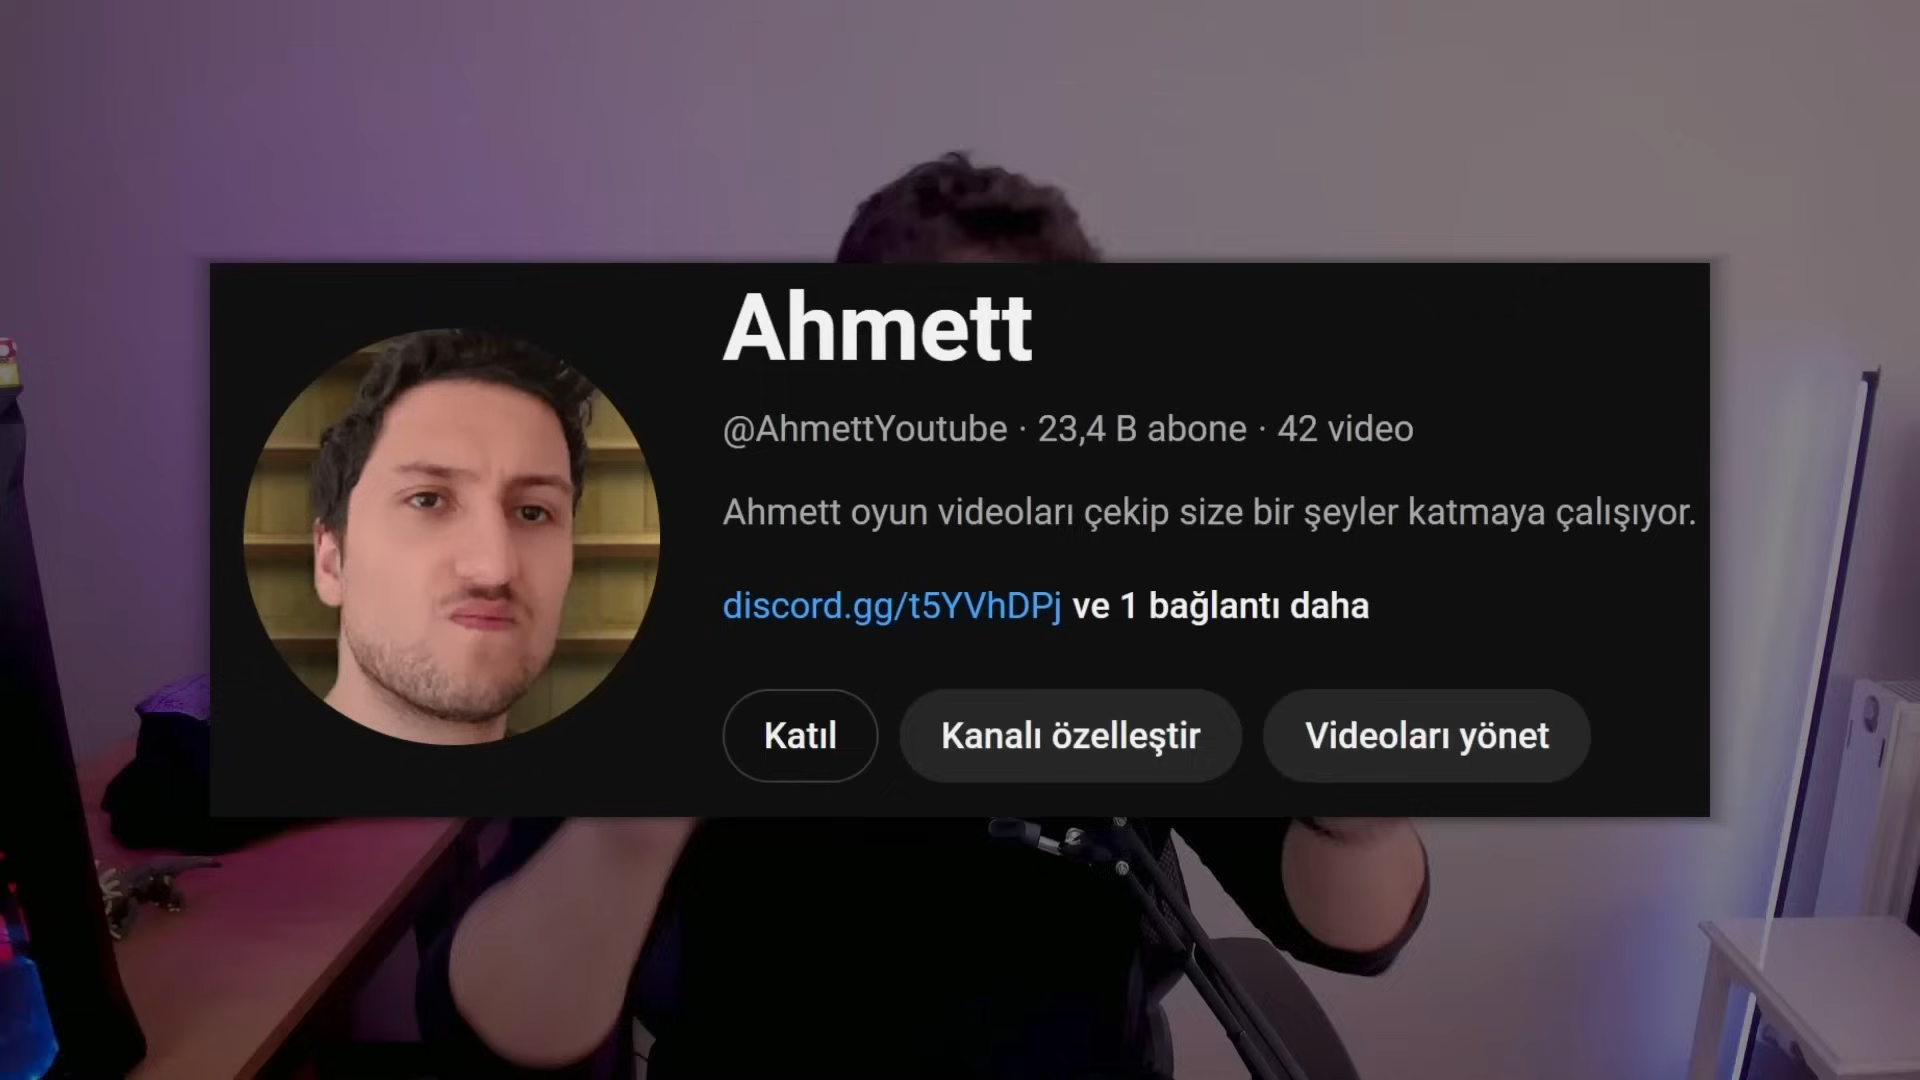 Ahmett
@AhmettYoutube · 23,4 B abone · 42 video
Ahmett oyun videoları çekip size bir şeyler katmaya çalışıyor.
discord.gg/t5YVhDPj ve 1 bağlantı daha
Katıl
Kanalı özelleştir
Videoları yönet